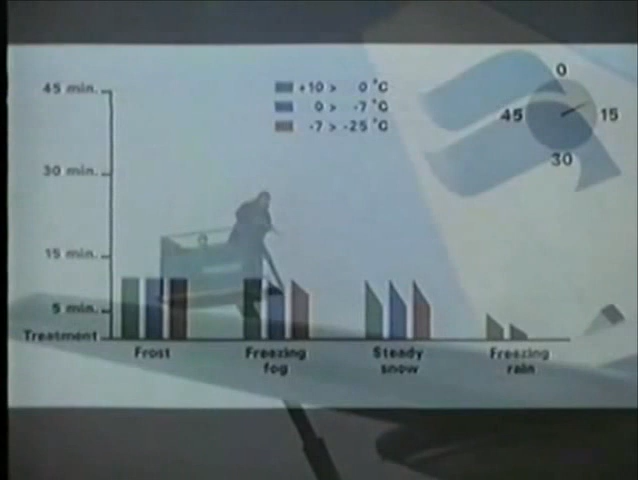 45 min.
30 min.
15 min.
5 min.
Treatment
+10 > 0 °C
0 > -7 °C
-7 > -25 °C
0
15
30
45
Frost
Freezing fog
Steady snow
Freezing rain